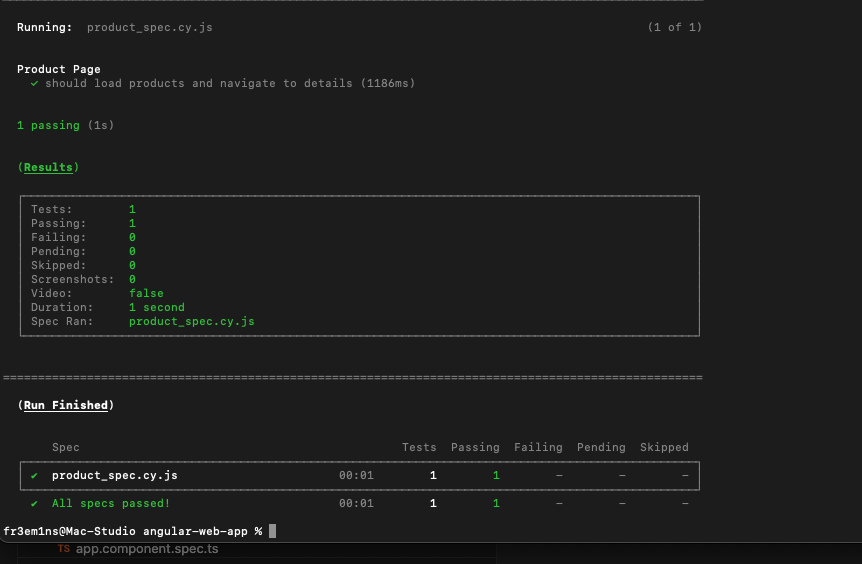 Running: product_spec.cy.js (1 of 1)
Product Page
✓ should load products and navigate to details (1186ms)
1 passing (1s)
(Results)
Tests: 1
Passing: 1
Failing: 0
Pending: 0
Skipped: 0
Screenshots: 0
Video: false
Duration: 1 second
Spec Ran: product_spec.cy.js
====================================================================================================
(Run Finished)
Spec Tests Passing Failing Pending Skipped
✔ product_spec.cy.js 00:01 1 1 – – –
✔ All specs passed! 00:01 1 1 – – –
fr3em1ns@Mac-Studio angular-web-app %
TS app.component.spec.ts